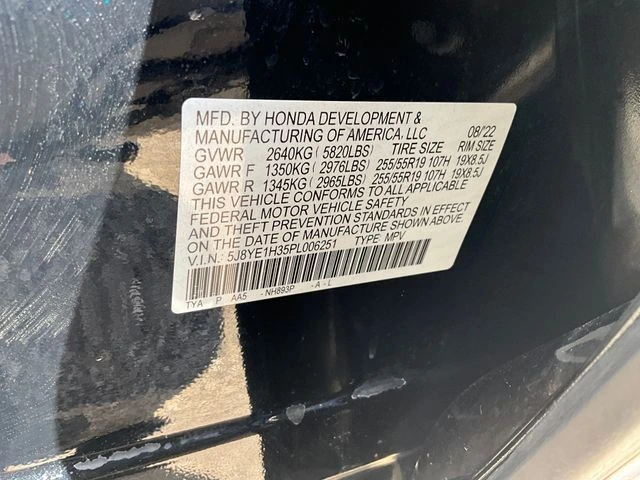 MFD. BY HONDA DEVELOPMENT &
MANUFACTURING OF AMERICA, LLC 08/22
GVWR 2640KG (5820LBS) TIRE SIZE RIM SIZE
GAWR F 1350KG (2976LBS) 255/55R19 107H 19X8.5J
GAWR R 1345KG (2965LBS) 255/55R19 107H 19X8.5J
THIS VEHICLE CONFORMS TO ALL APPLICABLE
FEDERAL MOTOR VEHICLE SAFETY
AND THEFT PREVENTION STANDARDS IN EFFECT
ON THE DATE OF MANUFACTURE SHOWN ABOVE.
V.I.N.: 5J8YE1H35PL006251 TYPE: MPV
TYA P AA5 -NH893P -A-L